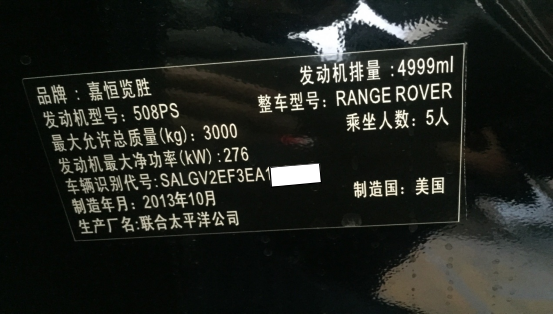 品牌：嘉恒览胜 发动机排量：4999ml
发动机型号：508PS 整车型号：RANGE ROVER
最大允许总质量(kg)：3000 乘坐人数：5人
发动机最大净功率(kW)：276
车辆识别代号:SALGV2EF3EA1
制造年月：2013年10月 制造国：美国
生产厂名:联合太平洋公司